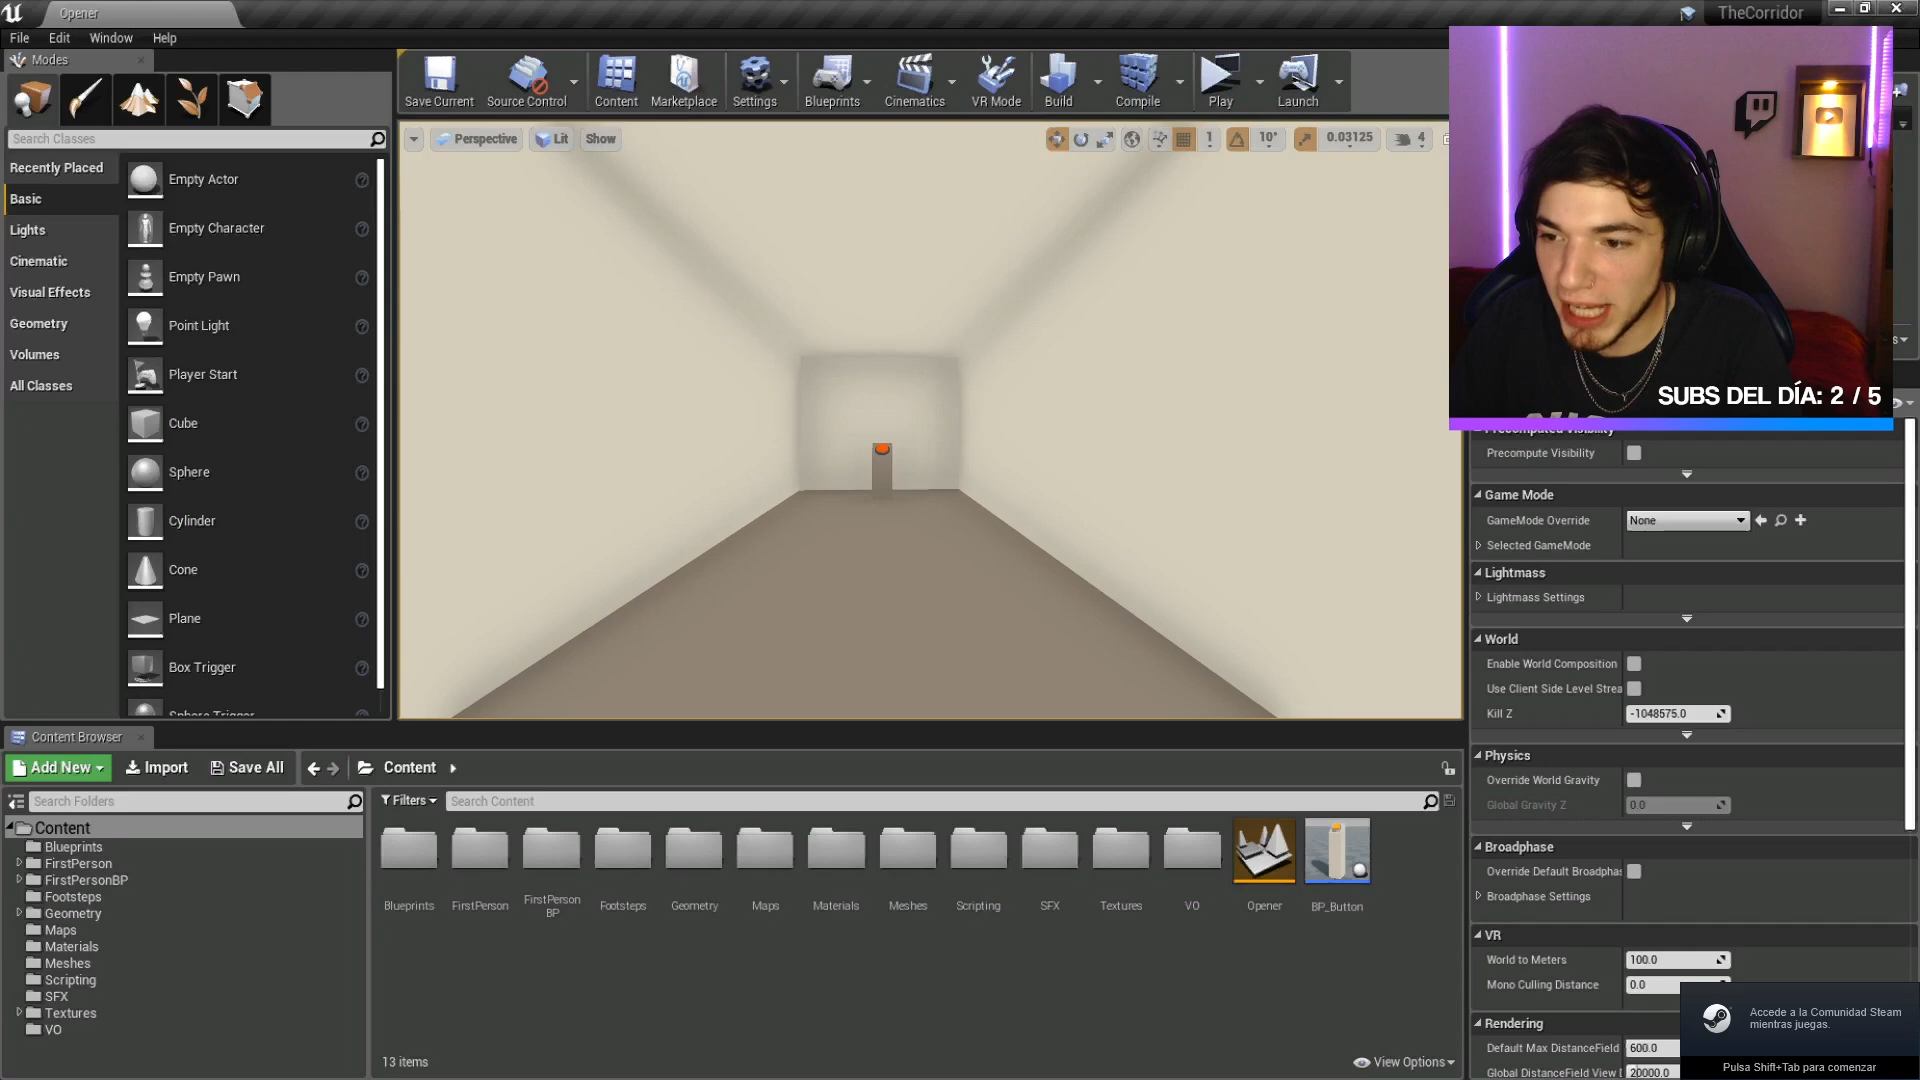 Opener
TheCorridor
File Edit Window Help
Modes
Save Current
Source Control
Content
Marketplace
Settings
Blueprints
Cinematics
VR Mode
Build
Compile
Play
Launch
Search Classes
Perspective
Lit
Show
1
10°
0.03125
4
Recently Placed
Basic
Lights
Cinematic
Visual Effects
Geometry
Volumes
All Classes
Empty Actor
Empty Character
Empty Pawn
Point Light
Player Start
Cube
Sphere
Cylinder
Cone
Plane
Box Trigger
Sphere Trigger
SUBS DEL DÍA: 2 / 5
Precomputed Visibility
Precompute Visibility
Game Mode
GameMode Override None
Selected GameMode
Lightmass
Lightmass Settings
World
Enable World Composition
Use Client Side Level Strea
Kill Z -1048575.0
Physics
Override World Gravity
Global Gravity Z 0.0
Broadphase
Override Default Broadphas
Broadphase Settings
VR
World to Meters 100.0
Mono Culling Distance 0.0
Rendering
Default Max DistanceField 600.0
Global DistanceField View 20000.0
Accede a la Comunidad Steam
mientras juegas.
Pulsa Shift+Tab para comenzar
Content Browser
Add New Import Save All Content
Search Folders
Filters
Search Content
Content
Blueprints
FirstPerson
FirstPersonBP
Footsteps
Geometry
Maps
Materials
Meshes
Scripting
SFX
Textures
VO
Blueprints
FirstPerson
FirstPerson
BP
Footsteps
Geometry
Maps
Materials
Meshes
Scripting
SFX
Textures
VO
Opener
BP_Button
13 items
View Options